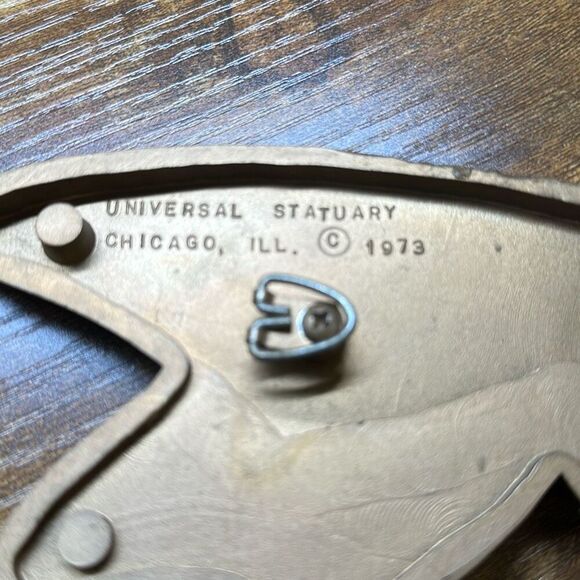 UNIVERSAL STATUARY
CHICAGO, ILL. © 1973